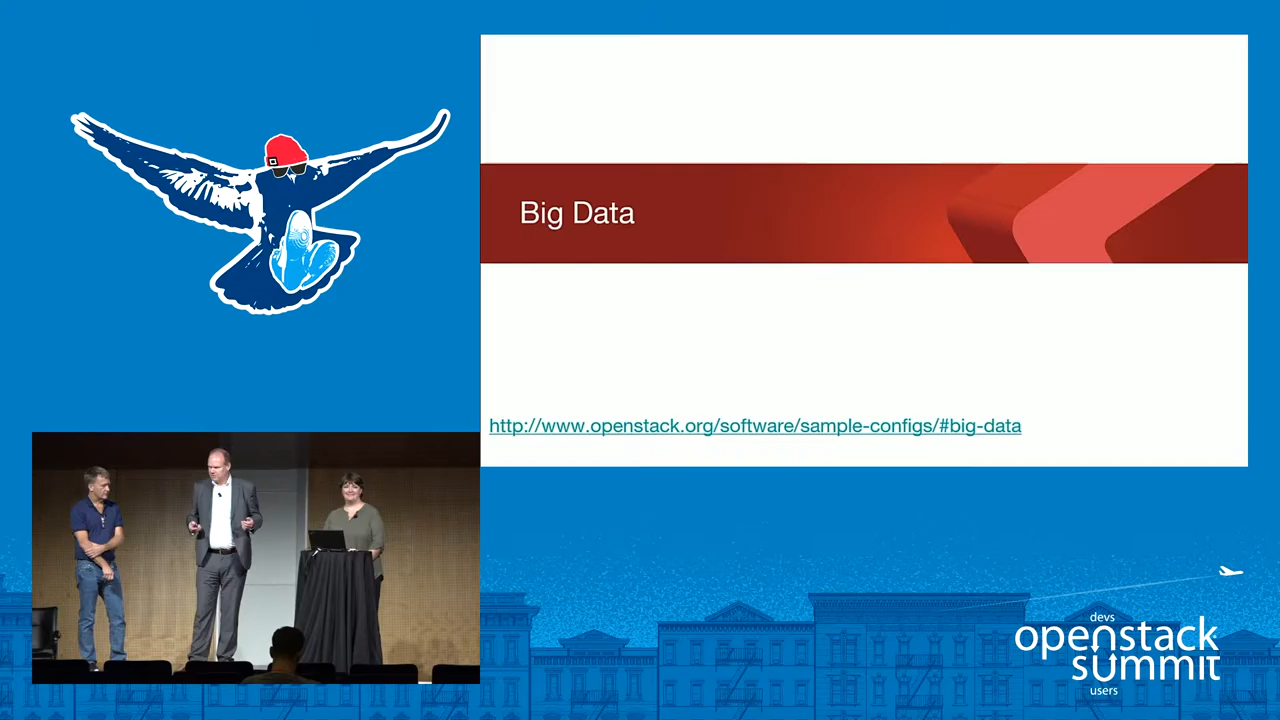 Big Data
http://www.openstack.org/software/sample-configs/#big-data
devs
openstack
summit
users